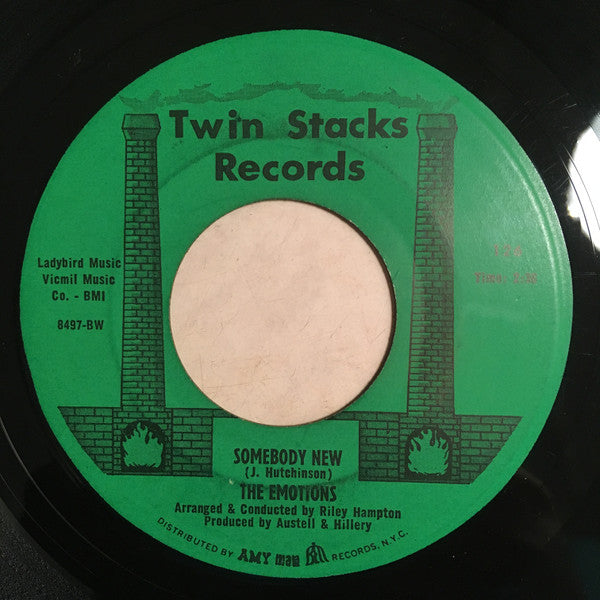 Twin Stacks
Records
Ladybird Music
Vicmil Music
Co. - BMI
8497-BW
Time:
SOMEBODY NEW
(J. Hutchinson)
THE EMOTIONS
Arranged & Conducted by Riley Hampton
Produced by Austell & Hillery
DISTRIBUTED BY AMY mala Bell RECORDS, N.Y.C.